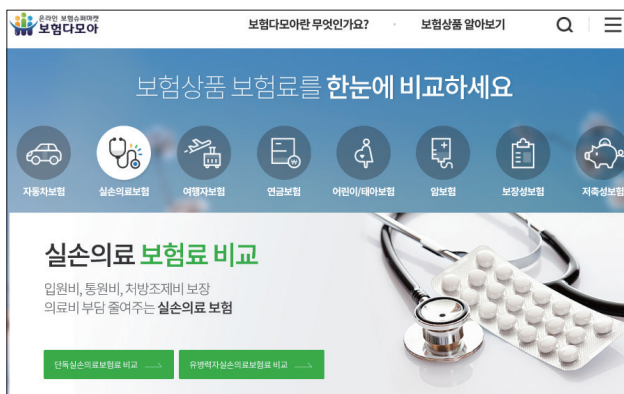 온라인 보험슈퍼마켓
보험다모아
보험다모아란 무엇인가요?
보험상품 알아보기
보험상품 보험료를 한눈에 비교하세요
자동차보험
실손의료보험
여행자보험
연금보험
어린이/태아보험
암보험
보장성보험
저축성보험
실손의료 보험료 비교
입원비, 통원비, 처방조제비 보장
의료비 부담 줄여주는 실손의료 보험
단독실손의료보험료 비교
유병력자실손의료보험료 비교